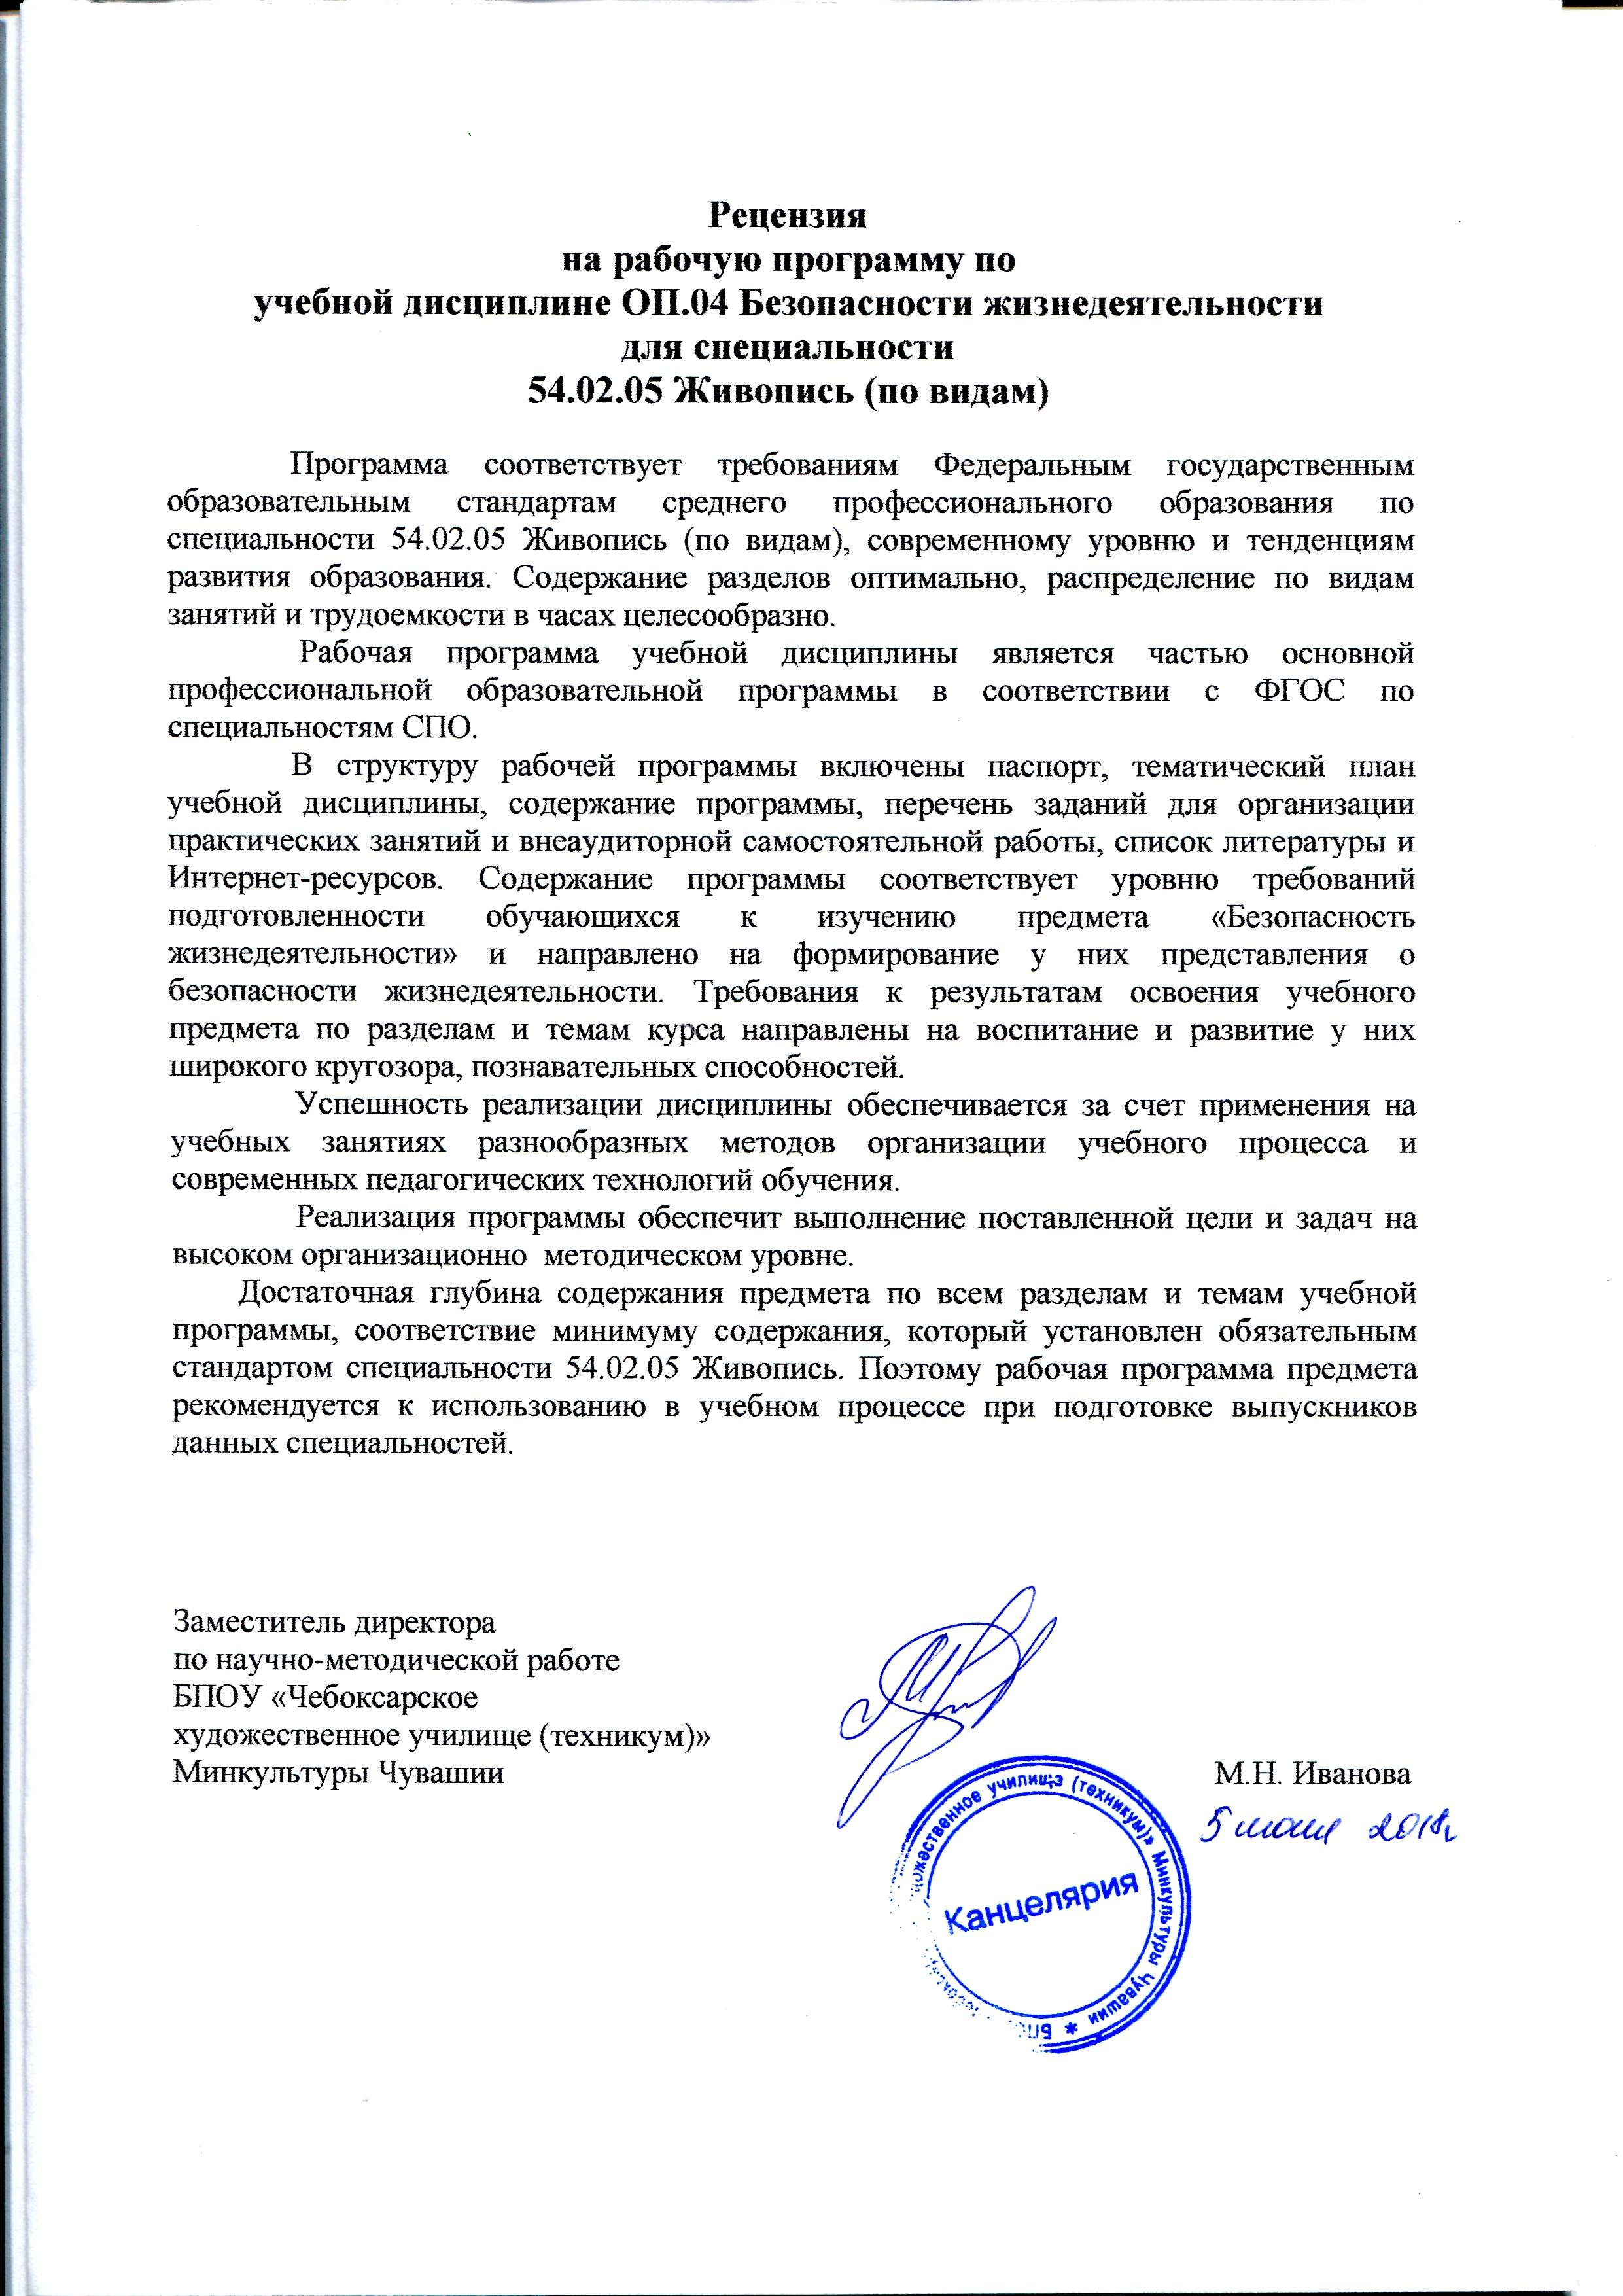 Рецензия
на рабочую программу по
учебной дисциплине ОП.04 Безопасности жизнедеятельности
для специальности
54.02.05 Живопись (по видам)
Программа соответствует требованиям Федеральным государственным
образовательным стандартам среднего профессионального образования по
специальности 54.02.05 Живопись (по видам), современному уровню и тенденциям
развития образования. Содержание разделов оптимально, распределение по видам
занятий и трудоемкости в часах целесообразно.
Рабочая программа учебной дисциплины является частью основной
профессиональной образовательной программы в соответствии с ФГОС по
специальностям СПО.
В структуру рабочей программы включены паспорт, тематический план
учебной дисциплины, содержание программы, перечень заданий для организации
практических занятий и внеаудиторной самостоятельной работы, список литературы и
Интернет-ресурсов. Содержание программы соответствует уровню требований
подготовленности обучающихся к изучению предмета «Безопасность
жизнедеятельности» и направлено на формирование у них представления о
безопасности жизнедеятельности. Требования к результатам освоения учебного
предмета по разделам и темам курса направлены на воспитание и развитие у них
широкого кругозора, познавательных способностей.
Успешность реализации дисциплины обеспечивается за счет применения на
учебных занятиях разнообразных методов организации учебного процесса и
современных педагогических технологий обучения.
Реализация программы обеспечит выполнение поставленной цели и задач на
высоком организационно методическом уровне.
Достаточная глубина содержания предмета по всем разделам и темам учебной
программы, соответствие минимуму содержания, который установлен обязательным
стандартом специальности 54.02.05 Живопись. Поэтому рабочая программа предмета
рекомендуется к использованию в учебном процессе при подготовке выпускников
данных специальностей.
Заместитель директора
по научно-методической работе
БПОУ «Чебоксарское
художественное училище (техникум)»
Минкультуры Чувашии
М.Н. Иванова
5 2018г
училище (техникум)» Минкультуры Чувашии *
Канцелярия